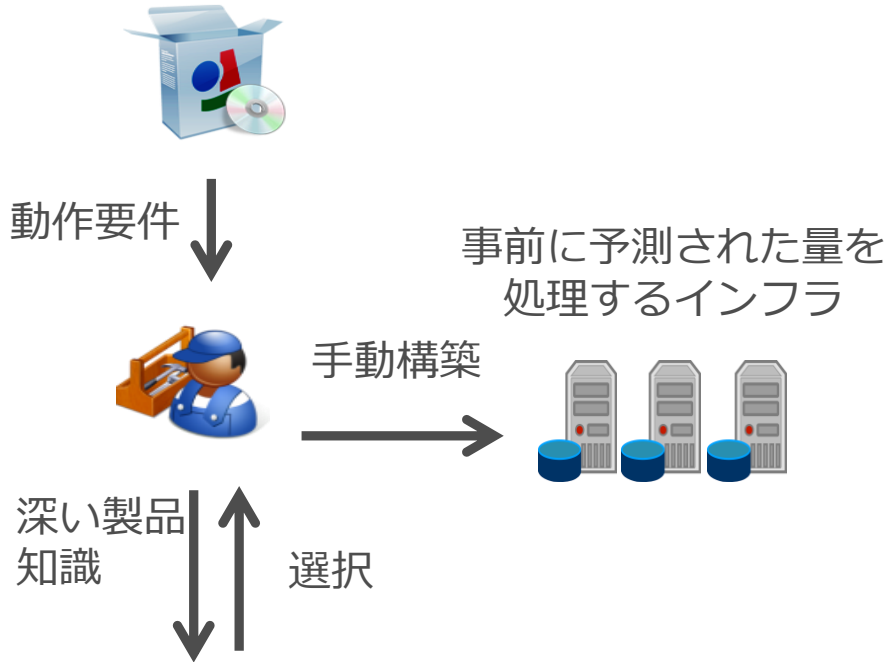 動作要件
事前に予測された量を
処理するインフラ
手動構築
深い製品
知識
選択